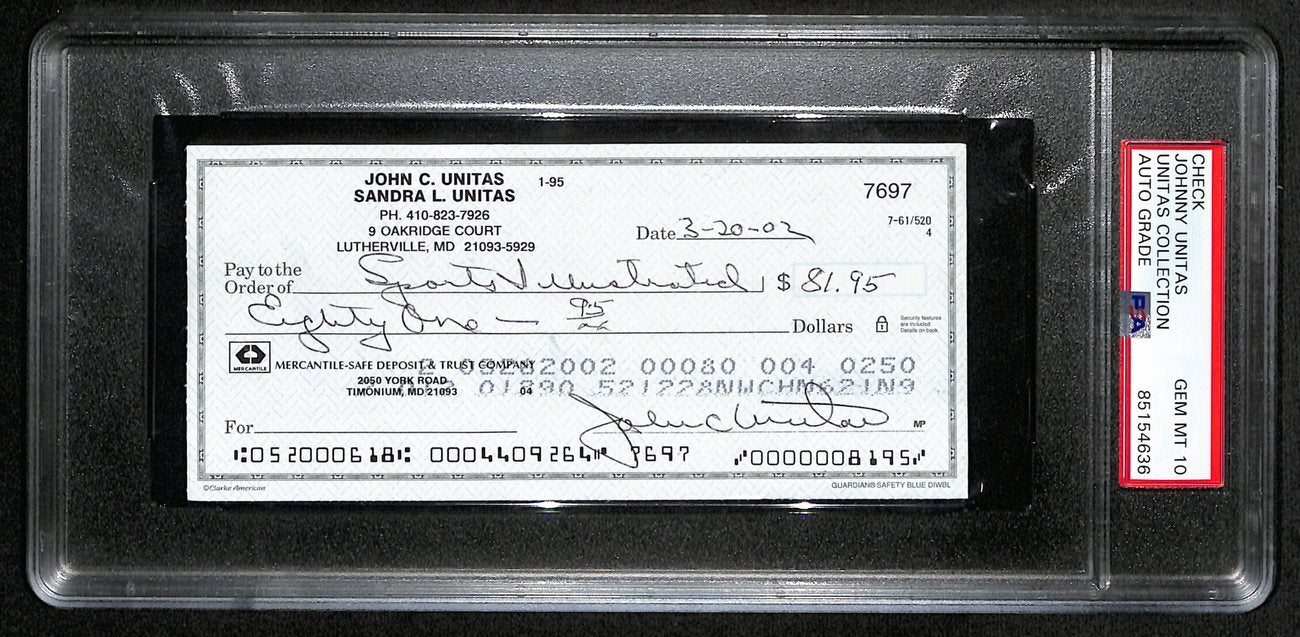 JOHN C. UNITAS 1-95
SANDRA L. UNITAS
PH. 410-823-7926
9 OAKRIDGE COURT
LUTHERVILLE, MD 21093-5929
7697
7-61/520
4
Date 3-20-02
Pay to the
Order of Sports Illustrated $ 81.95
Eighty One — 95
Dollars
Security features
are included.
Details on back.
MERCANTILE
MERCANTILE-SAFE DEPOSIT & TRUST COMPANY
2050 YORK ROAD
TIMONIUM, MD 21093 04
00080 004 0250
For
John C Unitas
MP
052000618 0004409264 7697 0000008195
©Clarke American
GUARDIAN® SAFETY BLUE DIWBL
CHECK
JOHNNY UNITAS
UNITAS COLLECTION GEM MT 10
AUTO GRADE 85154636
PSA